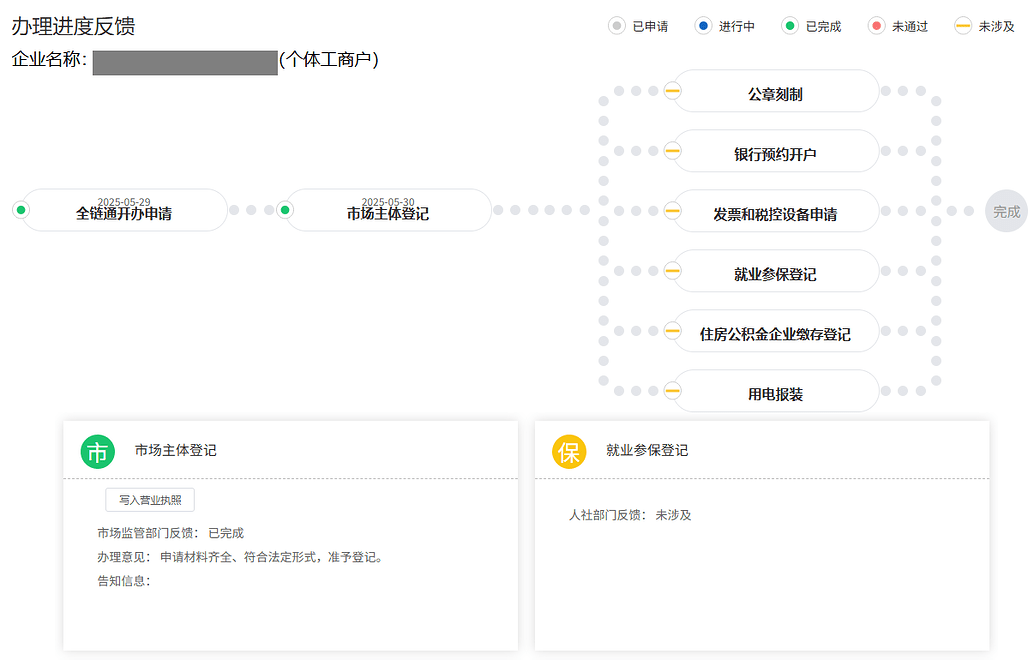 办理进度反馈
已申请 进行中 已完成 未通过 未涉及
企业名称： (个体工商户)
公章刻制
银行预约开户
2025-05-29
全链通开办申请
2025-05-30
市场主体登记
发票和税控设备申请
完成
就业参保登记
住房公积金企业缴存登记
用电报装
市 市场主体登记
写入营业执照
市场监管部门反馈： 已完成
办理意见： 申请材料齐全、符合法定形式，准予登记。
告知信息：
保 就业参保登记
人社部门反馈： 未涉及